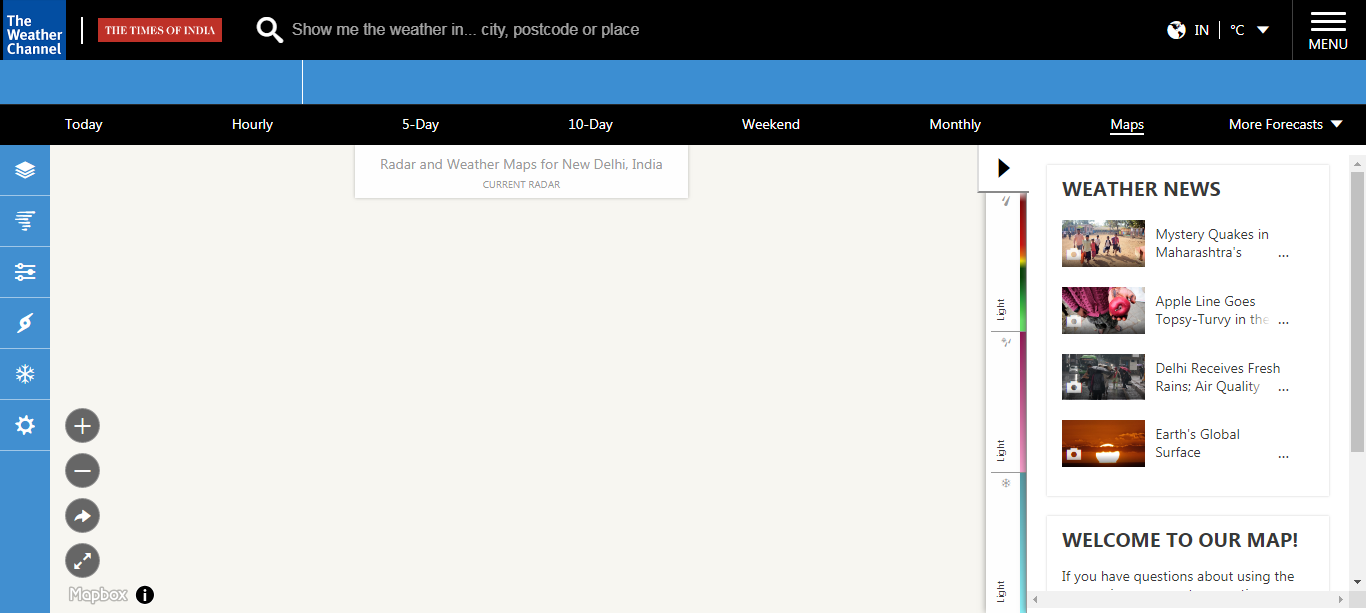 The
Weather
Channel
THE TIMES OF INDIA
Show me the weather in... city, postcode or place
IN
°C
MENU
Today
Hourly
5-Day
10-Day
Weekend
Monthly
Maps
More Forecasts
Radar and Weather Maps for New Delhi, India
CURRENT RADAR
Light
Light
Light
WEATHER NEWS
Mystery Quakes in
Maharashtra's ...
Apple Line Goes
Topsy-Turvy in the ...
Delhi Receives Fresh
Rains; Air Quality ...
Earth's Global
Surface ...
WELCOME TO OUR MAP!
If you have questions about using the
Mapbox